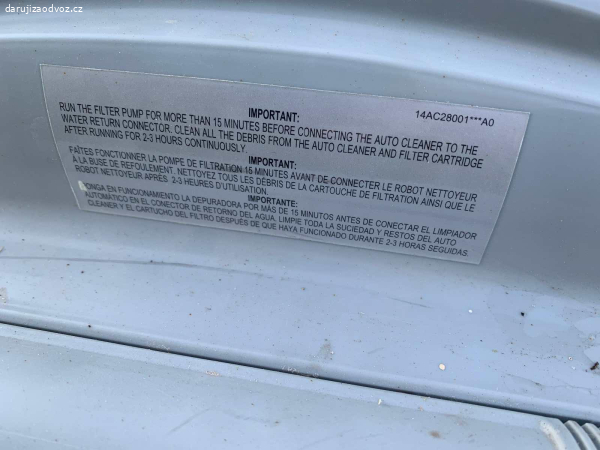 darujizaodvoz.cz
IMPORTANT:
14AC28001***A0
RUN THE FILTER PUMP FOR MORE THAN 15 MINUTES BEFORE CONNECTING THE AUTO CLEANER TO THE
WATER RETURN CONNECTOR. CLEAN ALL THE DEBRIS FROM THE AUTO CLEANER AND FILTER CARTRIDGE
AFTER RUNNING FOR 2-3 HOURS CONTINUOUSLY.
IMPORTANT:
FAÎTES FONCTIONNER LA POMPE DE FILTRATION 15 MINUTES AVANT DE CONNECTER LE ROBOT NETTOYEUR
À LA BUSE DE REFOULEMENT. NETTOYEZ TOUS LES DÉBRIS DE LA CARTOUCHE DE FILTRATION AINSI QUE LE
ROBOT NETTOYEUR APRÈS 2-3 HEURES D'UTILISATION.
IMPORTANTE:
PONGA EN FUNCIONAMIENTO LA DEPURADORA POR MÁS DE 15 MINUTOS ANTES DE CONECTAR EL LIMPIADOR
AUTOMÁTICO EN EL CONECTOR DE RETORNO DEL AGUA. LIMPIE TODA LA SUCIEDAD Y RESTOS DEL AUTO
CLEANER Y EL CARTUCHO DEL FILTRO DESPUÉS DE QUE HAYA FUNCIONADO DURANTE 2-3 HORAS SEGUIDAS.